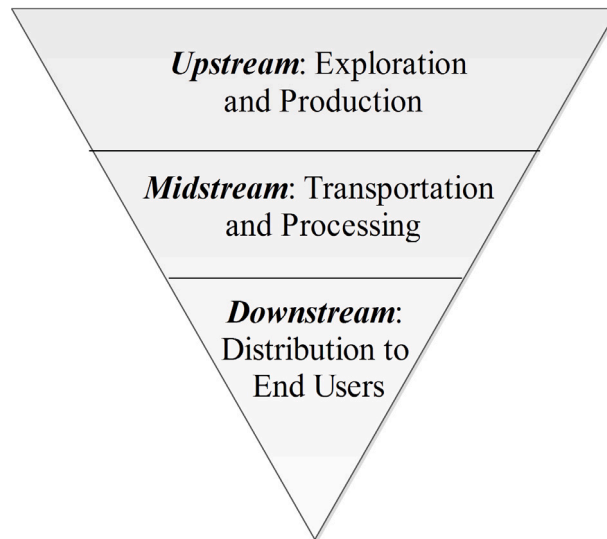 Upstream: Exploration
and Production
Midstream: Transportation
and Processing
Downstream:
Distribution to
End Users